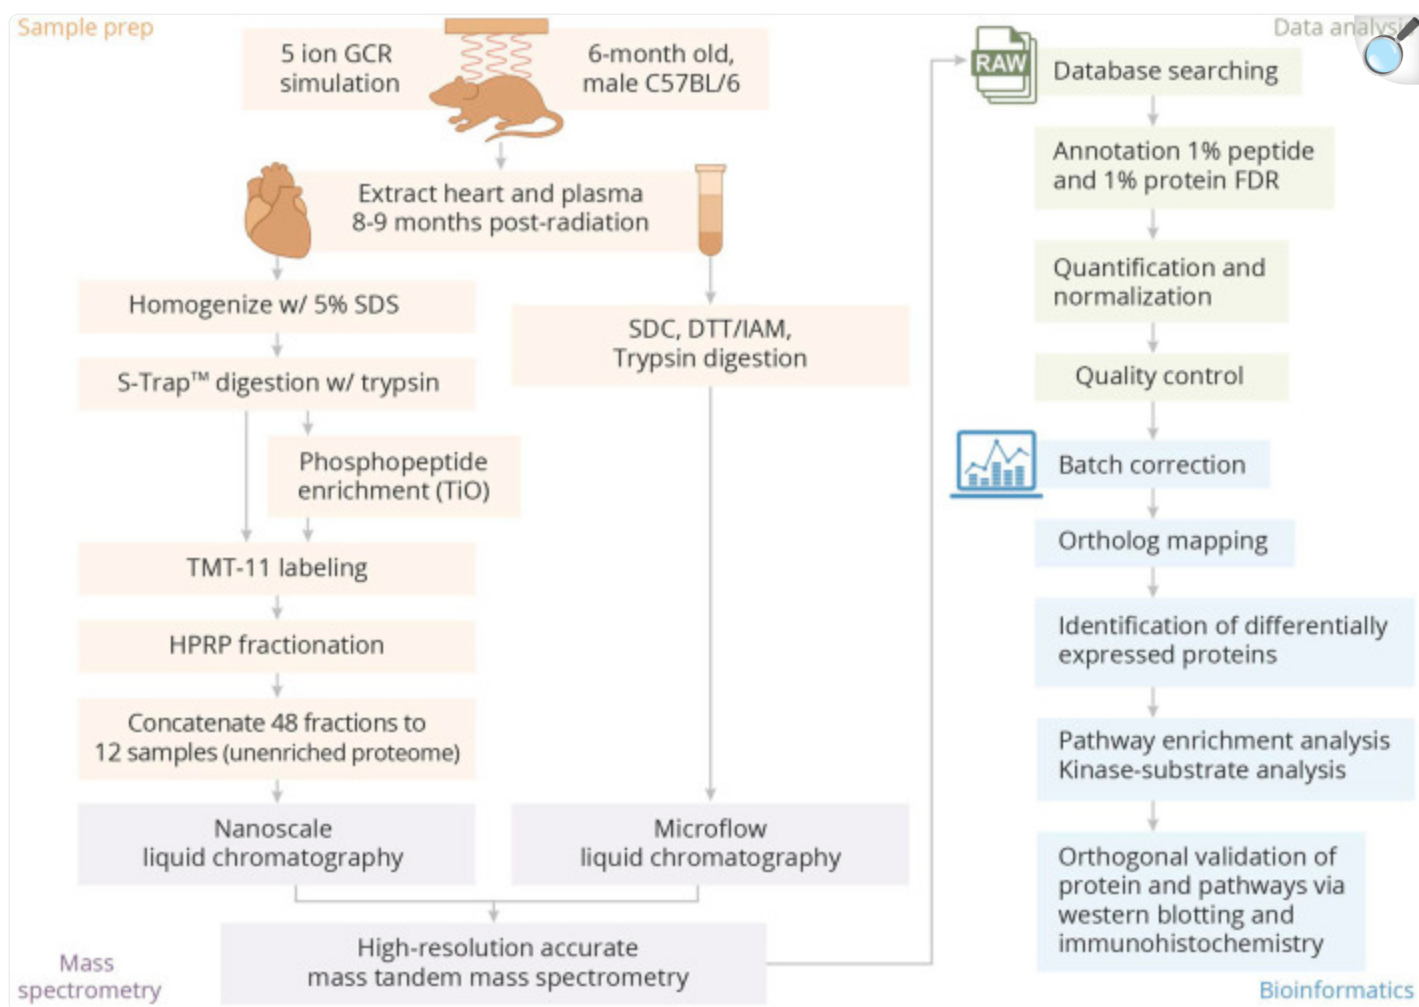 Sample prep
5 ion GCR
simulation
6-month old,
male C57BL/6
Extract heart and plasma
8-9 months post-radiation
Homogenize w/ 5% SDS
S-Trap™ digestion w/ trypsin
Phosphopeptide
enrichment (TiO)
TMT-11 labeling
HPRP fractionation
Concatenate 48 fractions to
12 samples (unenriched proteome)
Nanoscale
liquid chromatography
SDC, DTT/IAM,
Trypsin digestion
Microflow
liquid chromatography
High-resolution accurate
mass tandem mass spectrometry
Mass
spectrometry
Data analysis
RAW
Database searching
Annotation 1% peptide
and 1% protein FDR
Quantification and
normalization
Quality control
Batch correction
Ortholog mapping
Identification of differentially
expressed proteins
Pathway enrichment analysis
Kinase-substrate analysis
Orthogonal validation of
protein and pathways via
western blotting and
immunohistochemistry
Bioinformatics